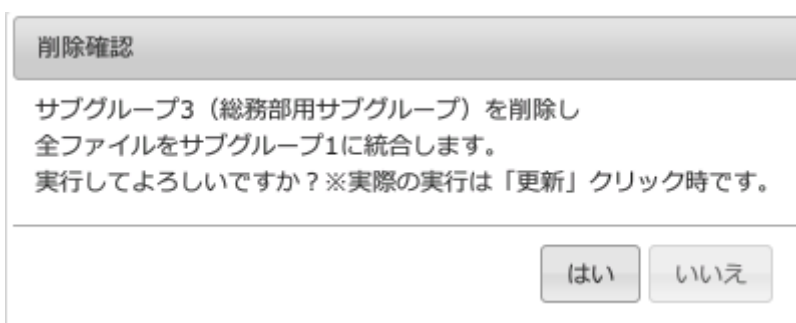 削除確認
サブグループ3（総務部用サブグループ）を削除し
全ファイルをサブグループ1に統合します。
実行してよろしいですか？※実際の実行は「更新」クリック時です。
はい
いいえ